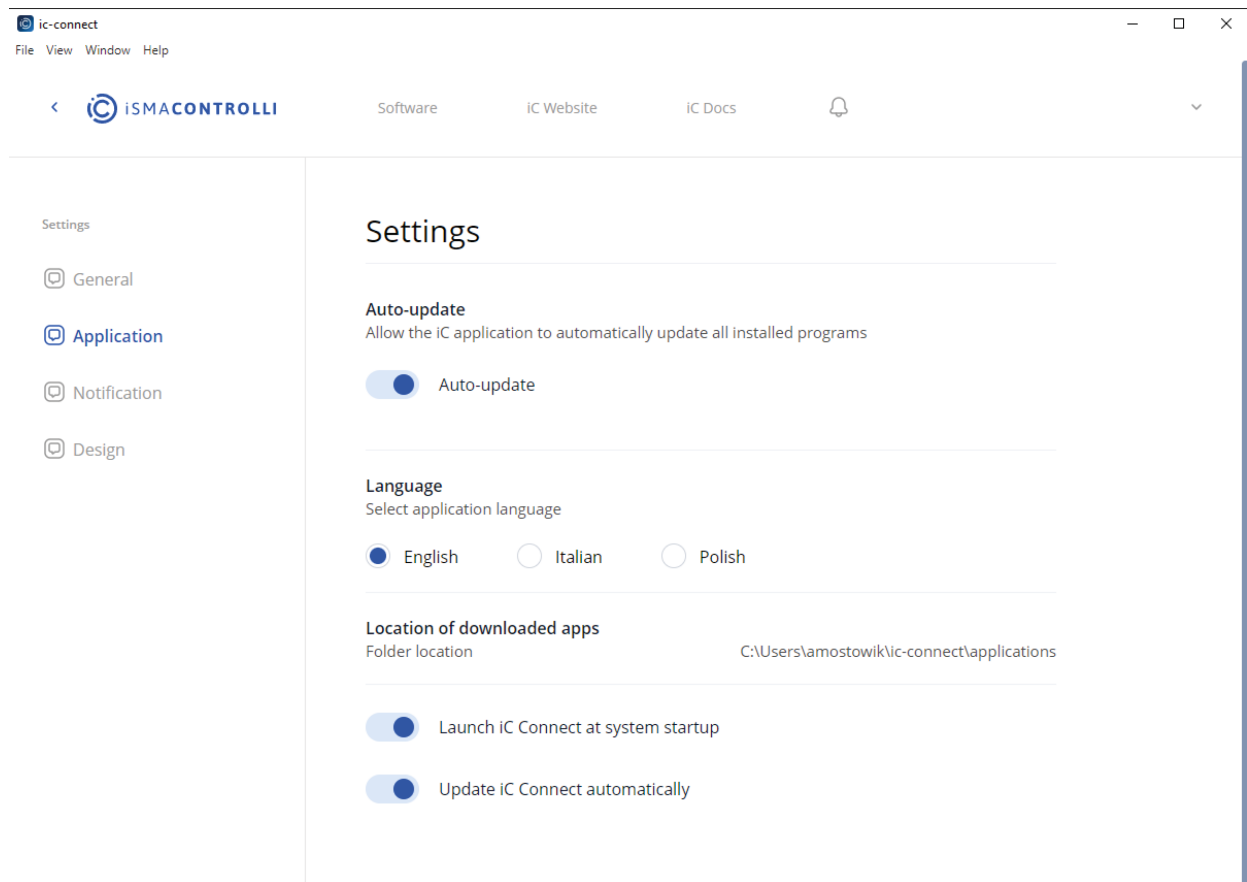 ic-connect
File View Window Help
iSMACONTROLLI Software iC Website iC Docs
Settings
General
Application
Notification
Design
Settings
Auto-update
Allow the iC application to automatically update all installed programs
Auto-update
Language
Select application language
English Italian Polish
Location of downloaded apps
Folder location C:\Users\amostowik\ic-connect\applications
Launch iC Connect at system startup
Update iC Connect automatically